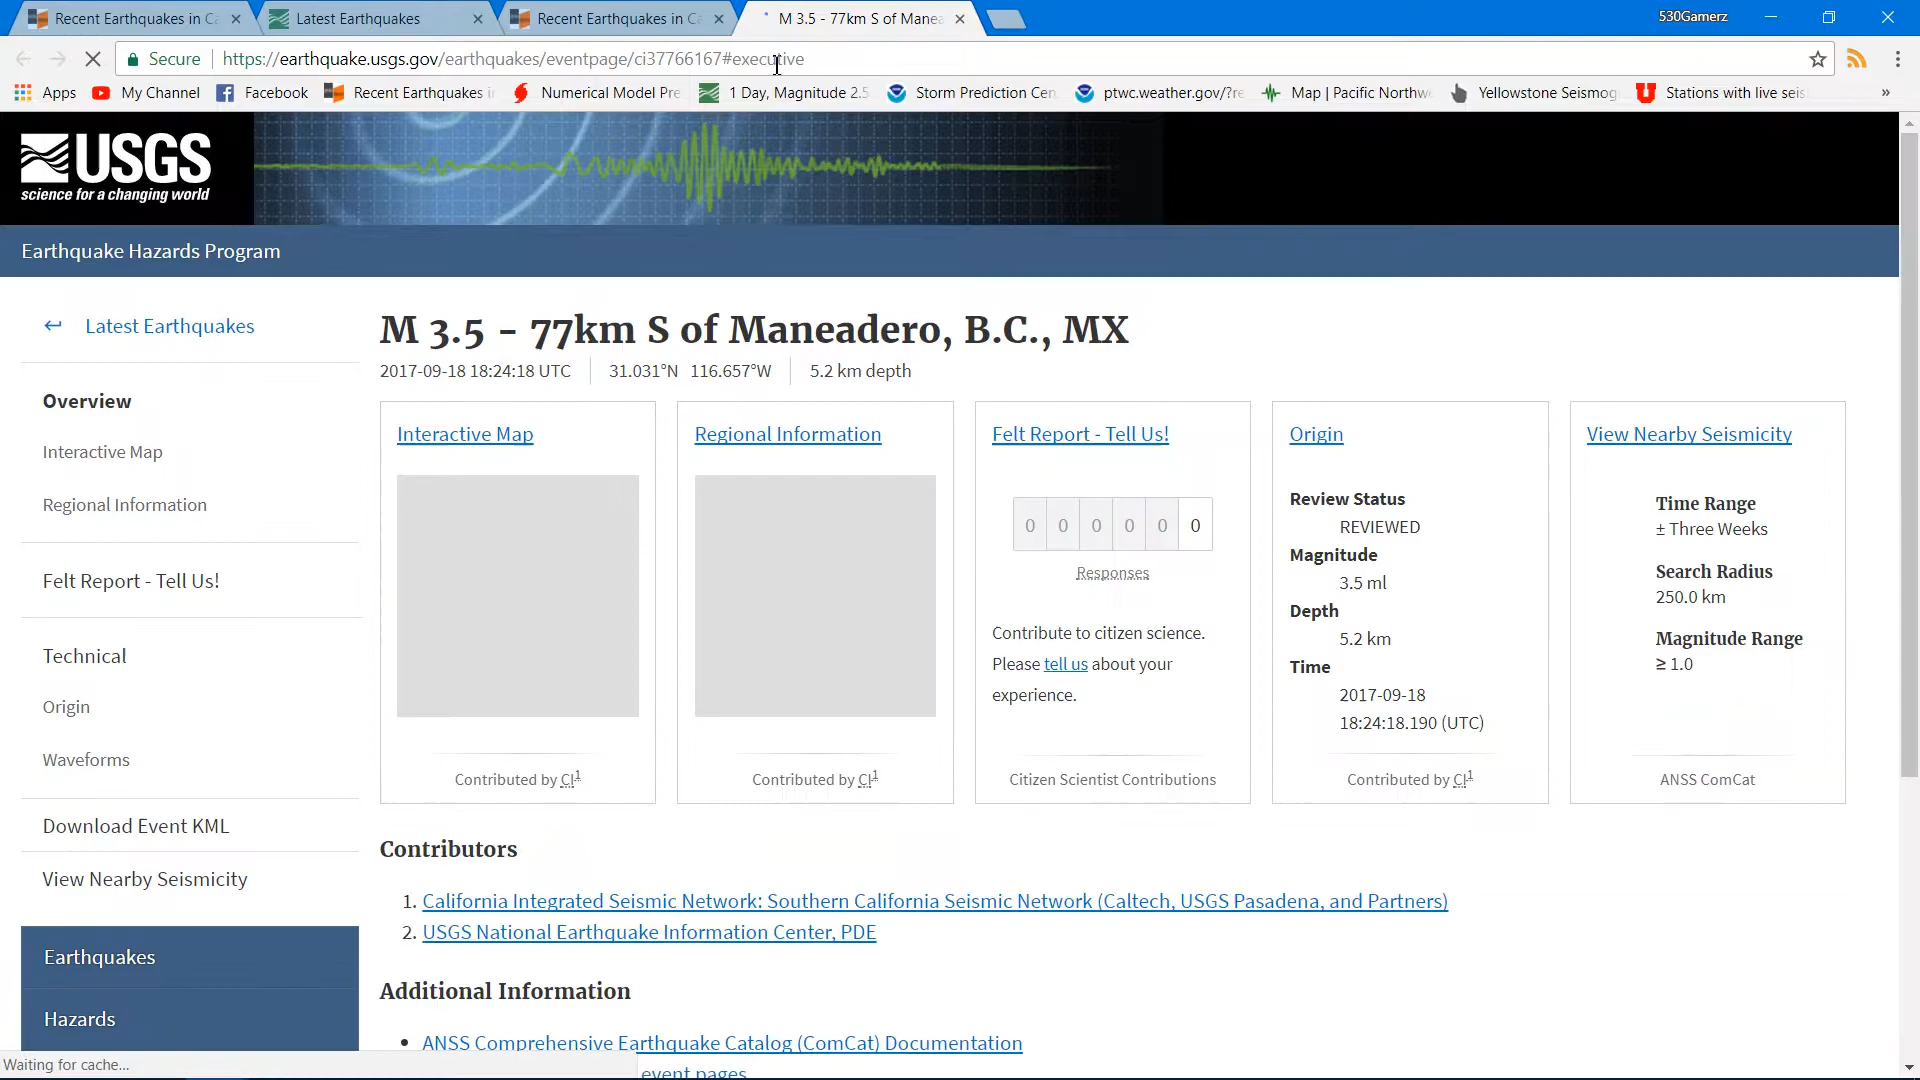 Recent Earthquakes in Ca
Latest Earthquakes
Recent Earthquakes in Ca
M 3.5 - 77km S of Manea
530Gamerz
Secure
https://earthquake.usgs.gov/earthquakes/eventpage/ci37766167#executive
Apps
My Channel
Facebook
Recent Earthquakes i
Numerical Model Pre
1 Day, Magnitude 2.5
Storm Prediction Cen
ptwc.weather.gov/?re
Map | Pacific Northw
Yellowstone Seismog
Stations with live seis
»
USGS
science for a changing world
Earthquake Hazards Program
Latest Earthquakes
Overview
Interactive Map
Regional Information
Felt Report - Tell Us!
Technical
Origin
Waveforms
Download Event KML
View Nearby Seismicity
Earthquakes
Hazards
M 3.5 - 77km S of Maneadero, B.C., MX
2017-09-18 18:24:18 UTC
31.031°N 116.657°W
5.2 km depth
Interactive Map
Contributed by CI1
Regional Information
Contributed by CI1
Felt Report - Tell Us!
0 0 0 0 0 0
Responses
Contribute to citizen science.
Please tell us about your
experience.
Citizen Scientist Contributions
Origin
Review Status
REVIEWED
Magnitude
3.5 ml
Depth
5.2 km
Time
2017-09-18
18:24:18.190 (UTC)
Contributed by CI1
View Nearby Seismicity
Time Range
± Three Weeks
Search Radius
250.0 km
Magnitude Range
≥ 1.0
ANSS ComCat
Contributors
1. California Integrated Seismic Network: Southern California Seismic Network (Caltech, USGS Pasadena, and Partners)
2. USGS National Earthquake Information Center, PDE
Additional Information
• ANSS Comprehensive Earthquake Catalog (ComCat) Documentation
event pages
Waiting for cache...